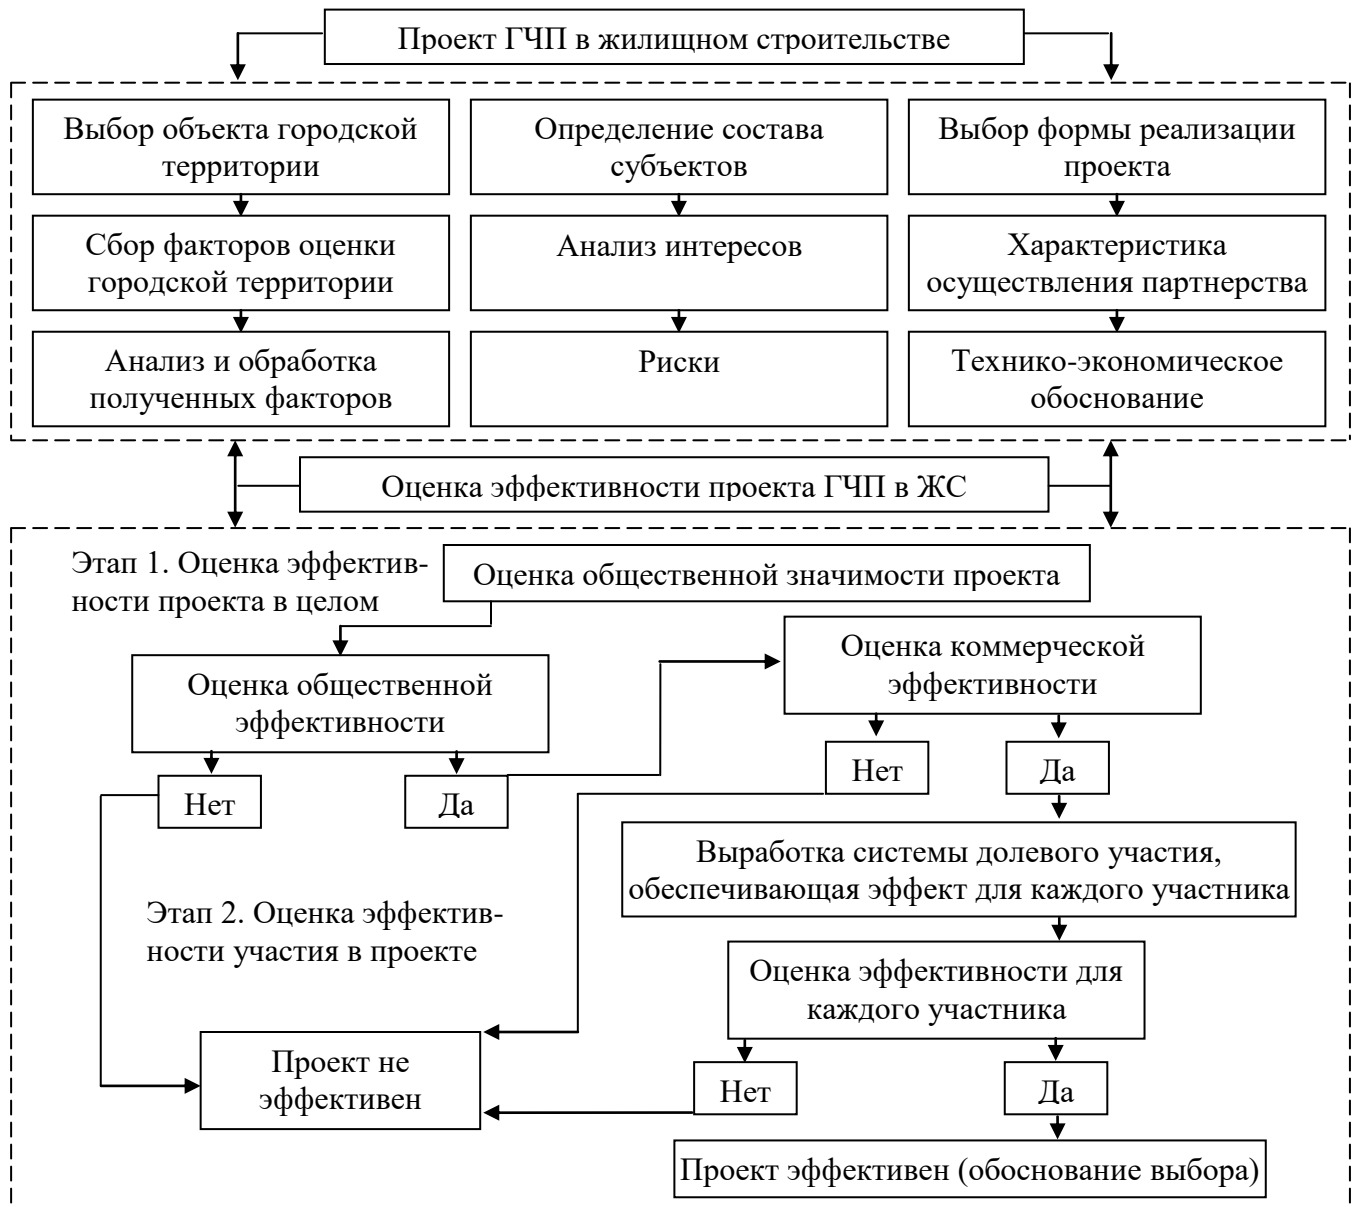 Проект ГЧП в жилищном строительстве
Выбор объекта городской
территории
Определение состава
субъектов
Выбор формы реализации
проекта
Сбор факторов оценки
городской территории
Анализ интересов
Характеристика
осуществления партнерства
Анализ и обработка
полученных факторов
Риски
Технико-экономическое
обоснование
Оценка эффективности проекта ГЧП в ЖС
Этап 1. Оценка эффектив-
ности проекта в целом
Оценка общественной значимости проекта
Оценка общественной
эффективности
Оценка коммерческой
эффективности
Нет
Да
Нет
Да
Выработка системы долевого участия,
обеспечивающая эффект для каждого участника
Этап 2. Оценка эффектив-
ности участия в проекте
Оценка эффективности для
каждого участника
Проект не
эффективен
Нет
Да
Проект эффективен (обоснование выбора)